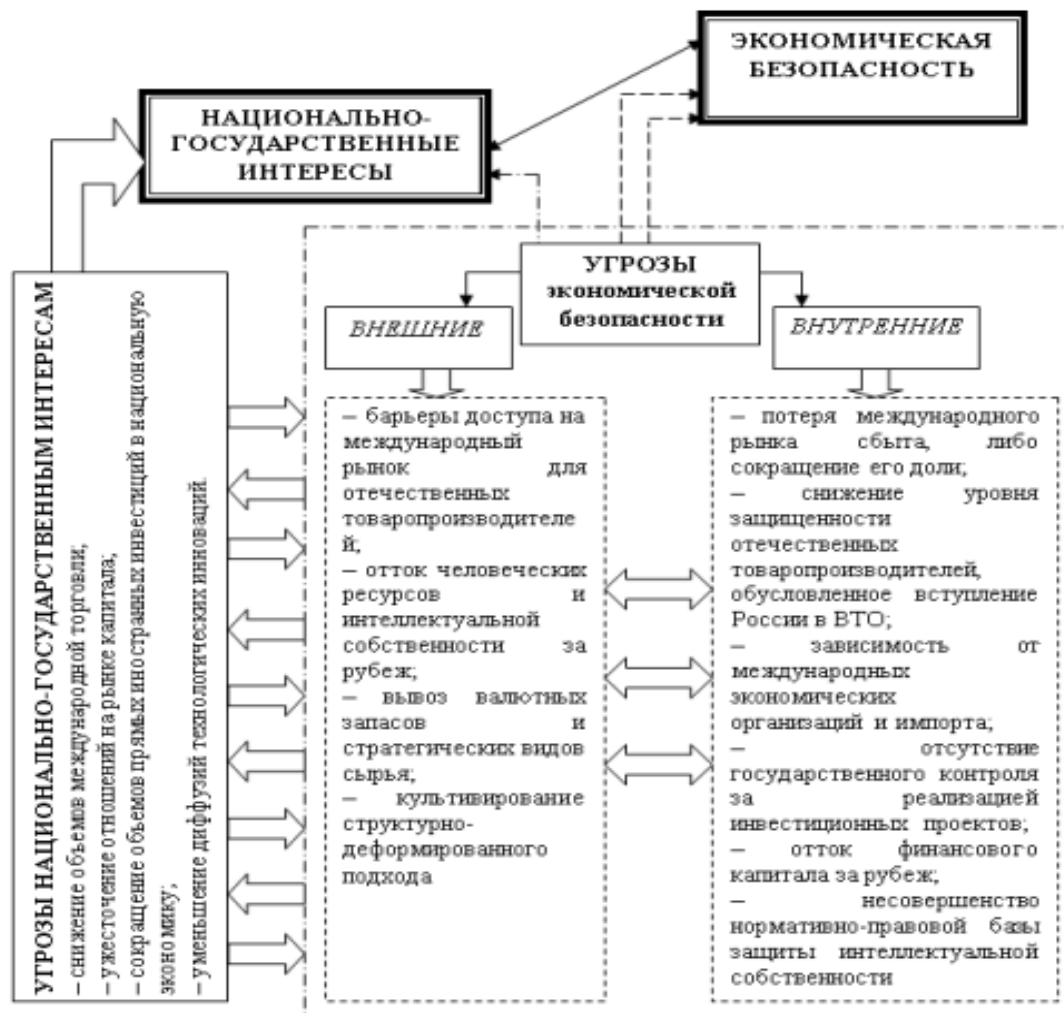 ЭКОНОМИЧЕСКАЯ
БЕЗОПАСНОСТЬ
НАЦИОНАЛЬНО-
ГОСУДАРСТВЕННЫЕ
ИНТЕРЕСЫ
УГРОЗЫ
экономической
безопасности
ВНЕШНИЕ
ВНУТРЕННИЕ
УГРОЗЫ НАЦИОНАЛЬНО-ГОСУДАРСТВЕННЫМ ИНТЕРЕСАМ
– снижение объемов международной торговли;
– ужесточение отношений на рынке капитала;
– сокращение объемов прямых иностранных инвестиций в национальную
экономику;
– уменьшение диффузий технологических инноваций.
– барьеры доступа на
международный
рынок для
отечественных
товаропроизводителе
й;
– отток человеческих
ресурсов и
интеллектуальной
собственности за
рубеж;
– вывоз валютных
запасов и
стратегических видов
сырья;
– культивирование
структурно-
деформированного
подхода
– потеря международного
рынка сбыта, либо
сокращение его доли;
– снижение уровня
защищенности
отечественных
товаропроизводителей,
обусловленное вступление
России в ВТО;
– зависимость от
международных
экономических
организаций и импорта;
– отсутствие
государственного контроля
за реализацией
инвестиционных проектов;
– отток финансового
капитала за рубеж;
– несовершенство
нормативно-правовой базы
защиты интеллектуальной
собственности